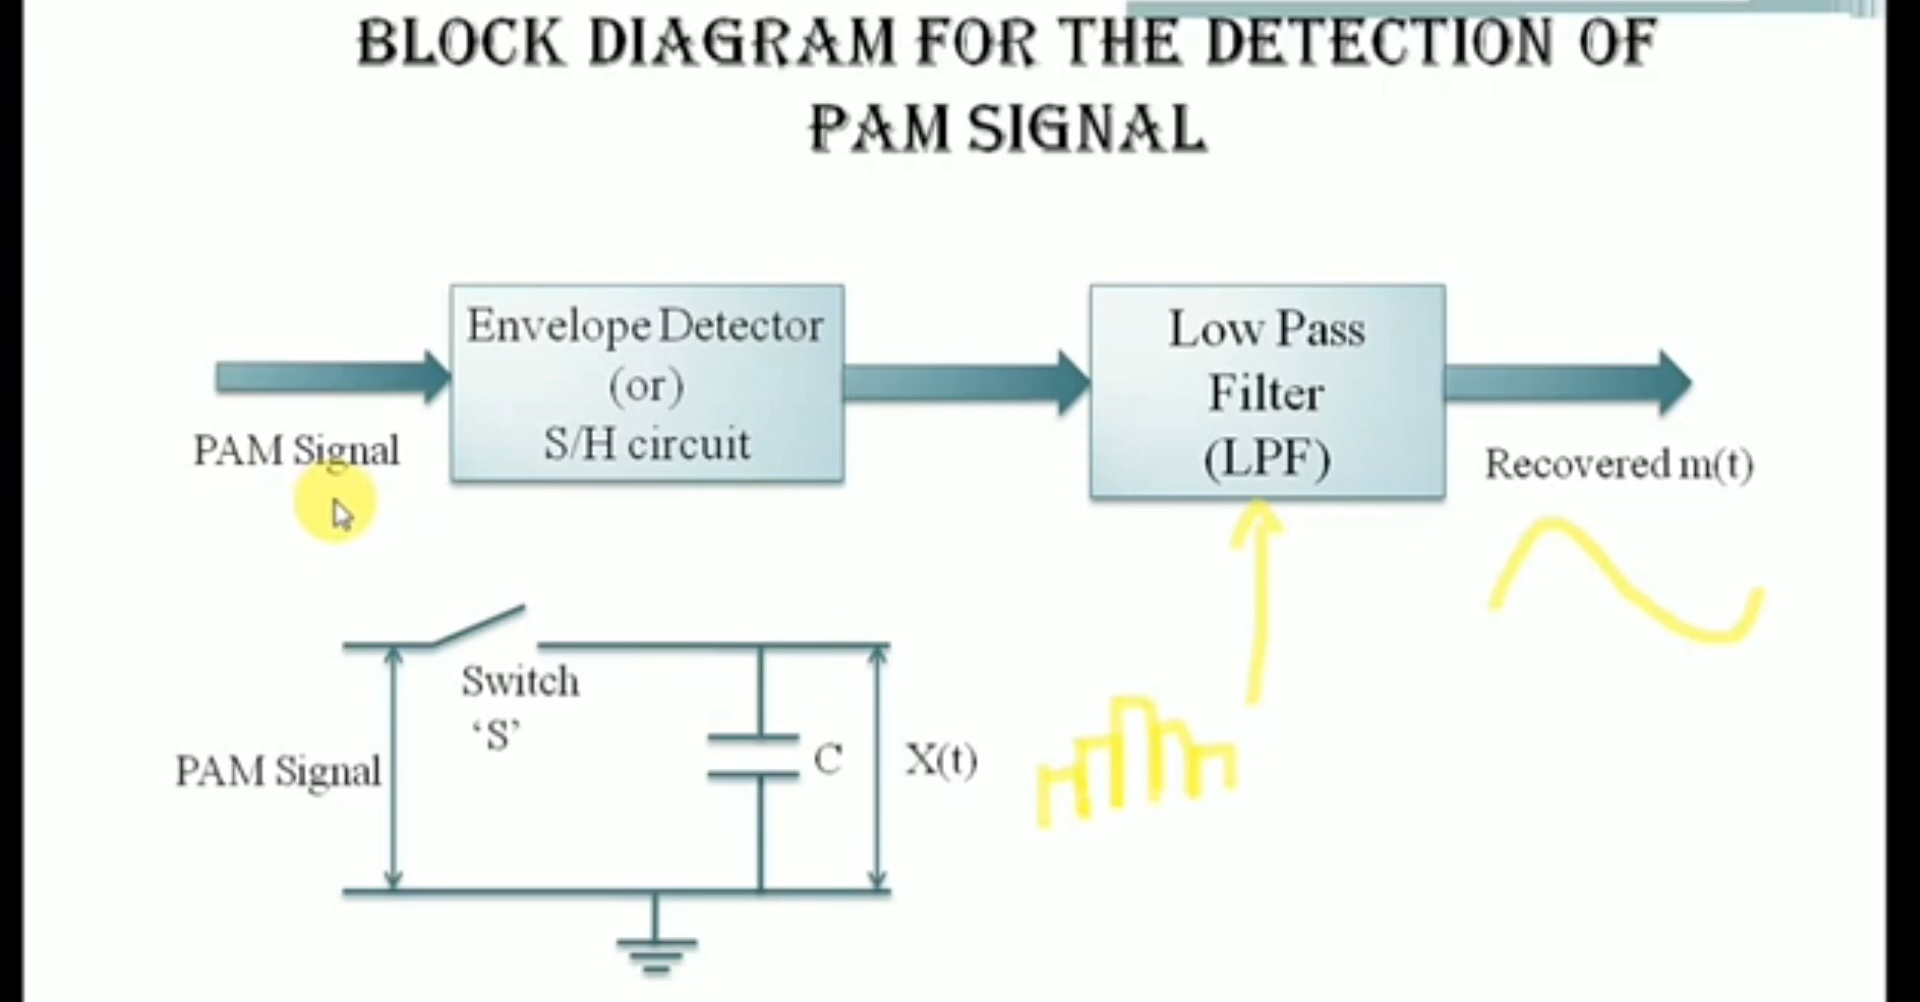 BLOCK DIAGRAM FOR THE DETECTION OF
PAM SIGNAL
Envelope Detector
(or)
S/H circuit
Low Pass
Filter
(LPF)
PAM Signal
Recovered m(t)
Switch
‘S’
PAM Signal
C
X(t)